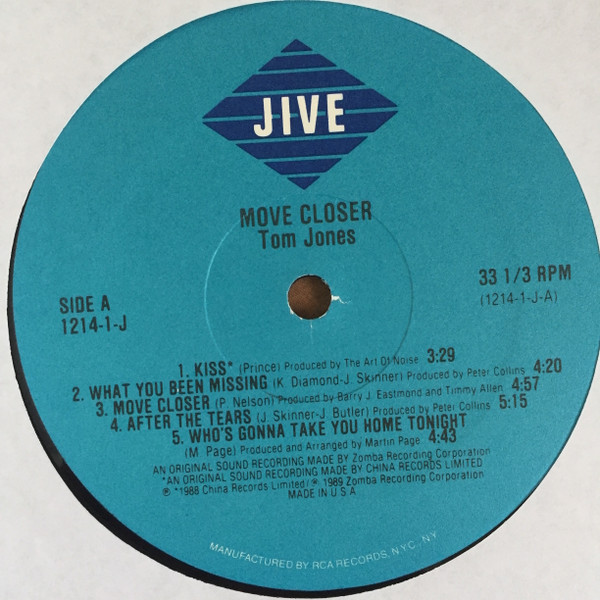 JIVE
MOVE CLOSER
Tom Jones
SIDE A
1214-1-J
33 1/3 RPM
(1214-1-J-A)
1. KISS* (Prince) Produced by The Art Of Noise 3:29
2. WHAT YOU BEEN MISSING (K. Diamond-J. Skinner) Produced by Peter Collins 4:20
3. MOVE CLOSER (P. Nelson) Produced by Barry J. Eastmond and Timmy Allen 4:57
4. AFTER THE TEARS (J. Skinner-J. Butler) Produced by Peter Collins 5:15
5. WHO'S GONNA TAKE YOU HOME TONIGHT
(M. Page) Produced and Arranged by Martin Page 4:43
AN ORIGINAL SOUND RECORDING MADE BY Zomba Recording Corporation
*AN ORIGINAL SOUND RECORDING MADE BY CHINA RECORDS LIMITED
℗ *1988 China Records Limited/℗ 1989 Zomba Recording Corporation
MADE IN U.S.A
MANUFACTURED BY RCA RECORDS, N.Y.C., N.Y.